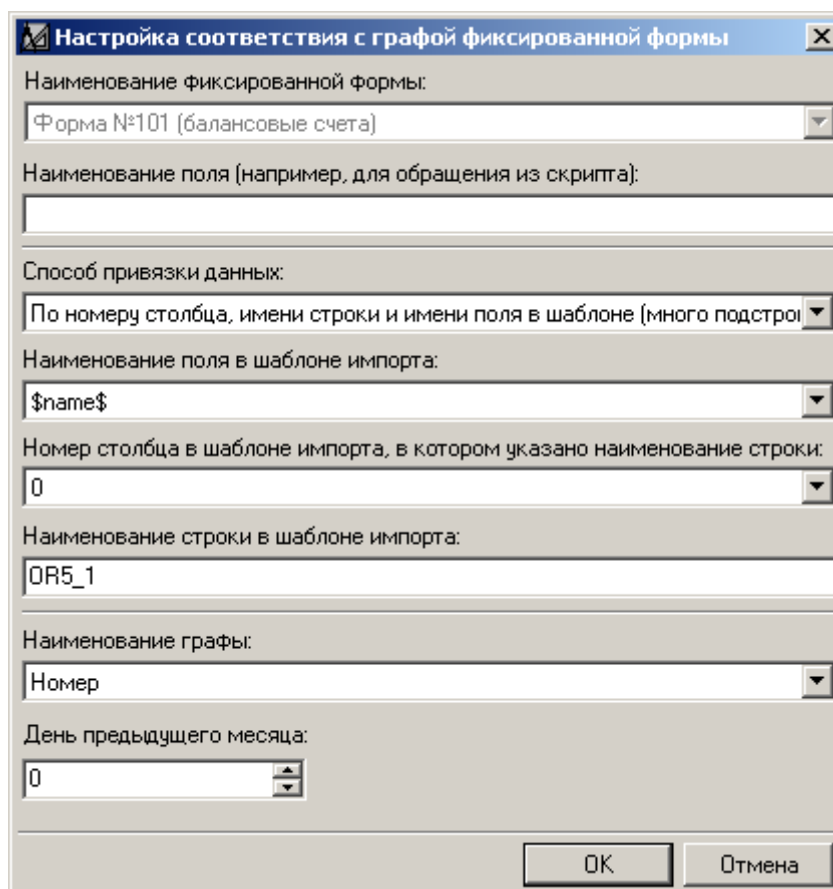 Настройка соответствия с графой фиксированной формы
Наименование фиксированной формы:
Форма №101 (балансовые счета)
Наименование поля (например, для обращения из скрипта):
Способ привязки данных:
По номеру столбца, имени строки и имени поля в шаблоне (много подстро
Наименование поля в шаблоне импорта:
$name$
Номер столбца в шаблоне импорта, в котором указано наименование строки:
0
Наименование строки в шаблоне импорта:
OR5_1
Наименование графы:
Номер
День предыдущего месяца:
0
OK
Отмена